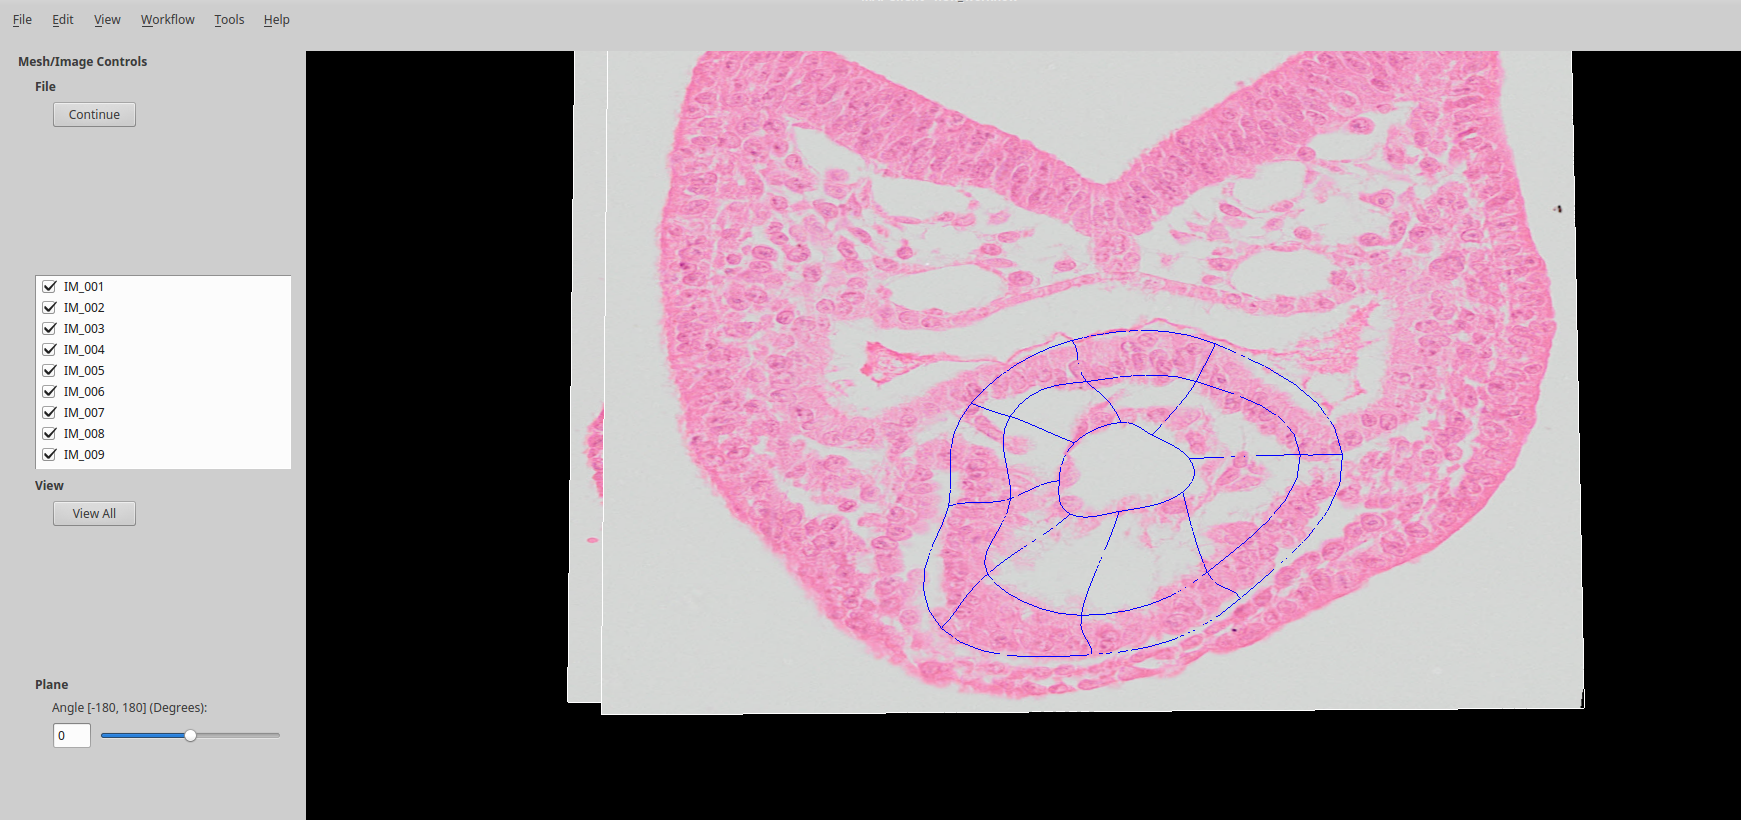 File Edit View Workflow Tools Help
Mesh/Image Controls
File
Continue
IM_001
IM_002
IM_003
IM_004
IM_005
IM_006
IM_007
IM_008
IM_009
View
View All
Plane
Angle [-180, 180] (Degrees):
0